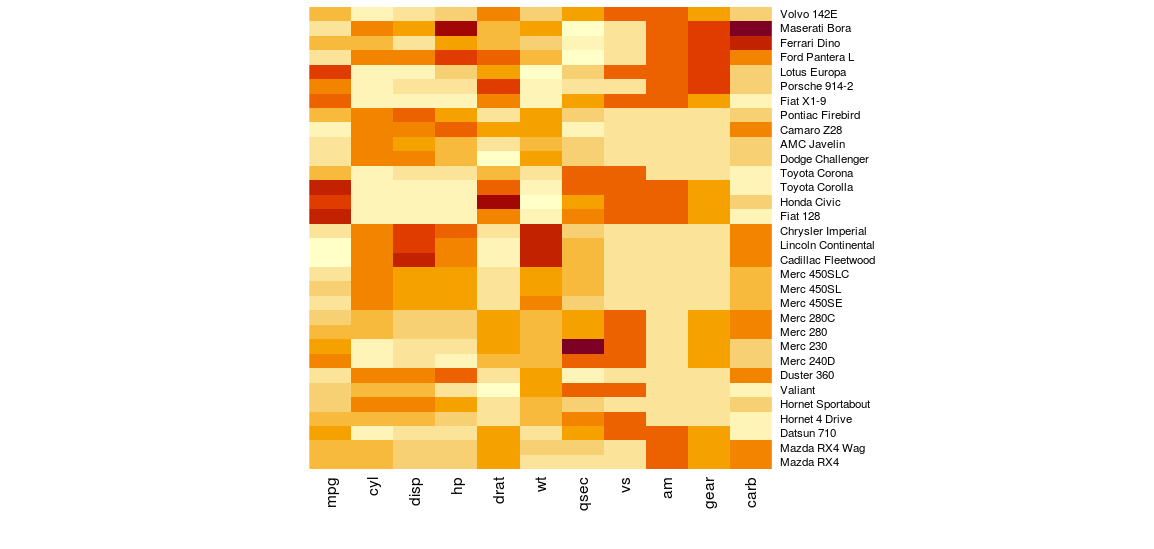 Volvo 142E
Maserati Bora
Ferrari Dino
Ford Pantera L
Lotus Europa
Porsche 914-2
Fiat X1-9
Pontiac Firebird
Camaro Z28
AMC Javelin
Dodge Challenger
Toyota Corona
Toyota Corolla
Honda Civic
Fiat 128
Chrysler Imperial
Lincoln Continental
Cadillac Fleetwood
Merc 450SLC
Merc 450SL
Merc 450SE
Merc 280C
Merc 280
Merc 230
Merc 240D
Duster 360
Valiant
Hornet Sportabout
Hornet 4 Drive
Datsun 710
Mazda RX4 Wag
Mazda RX4
mpg
cyl
disp
hp
drat
wt
qsec
vs
am
gear
carb